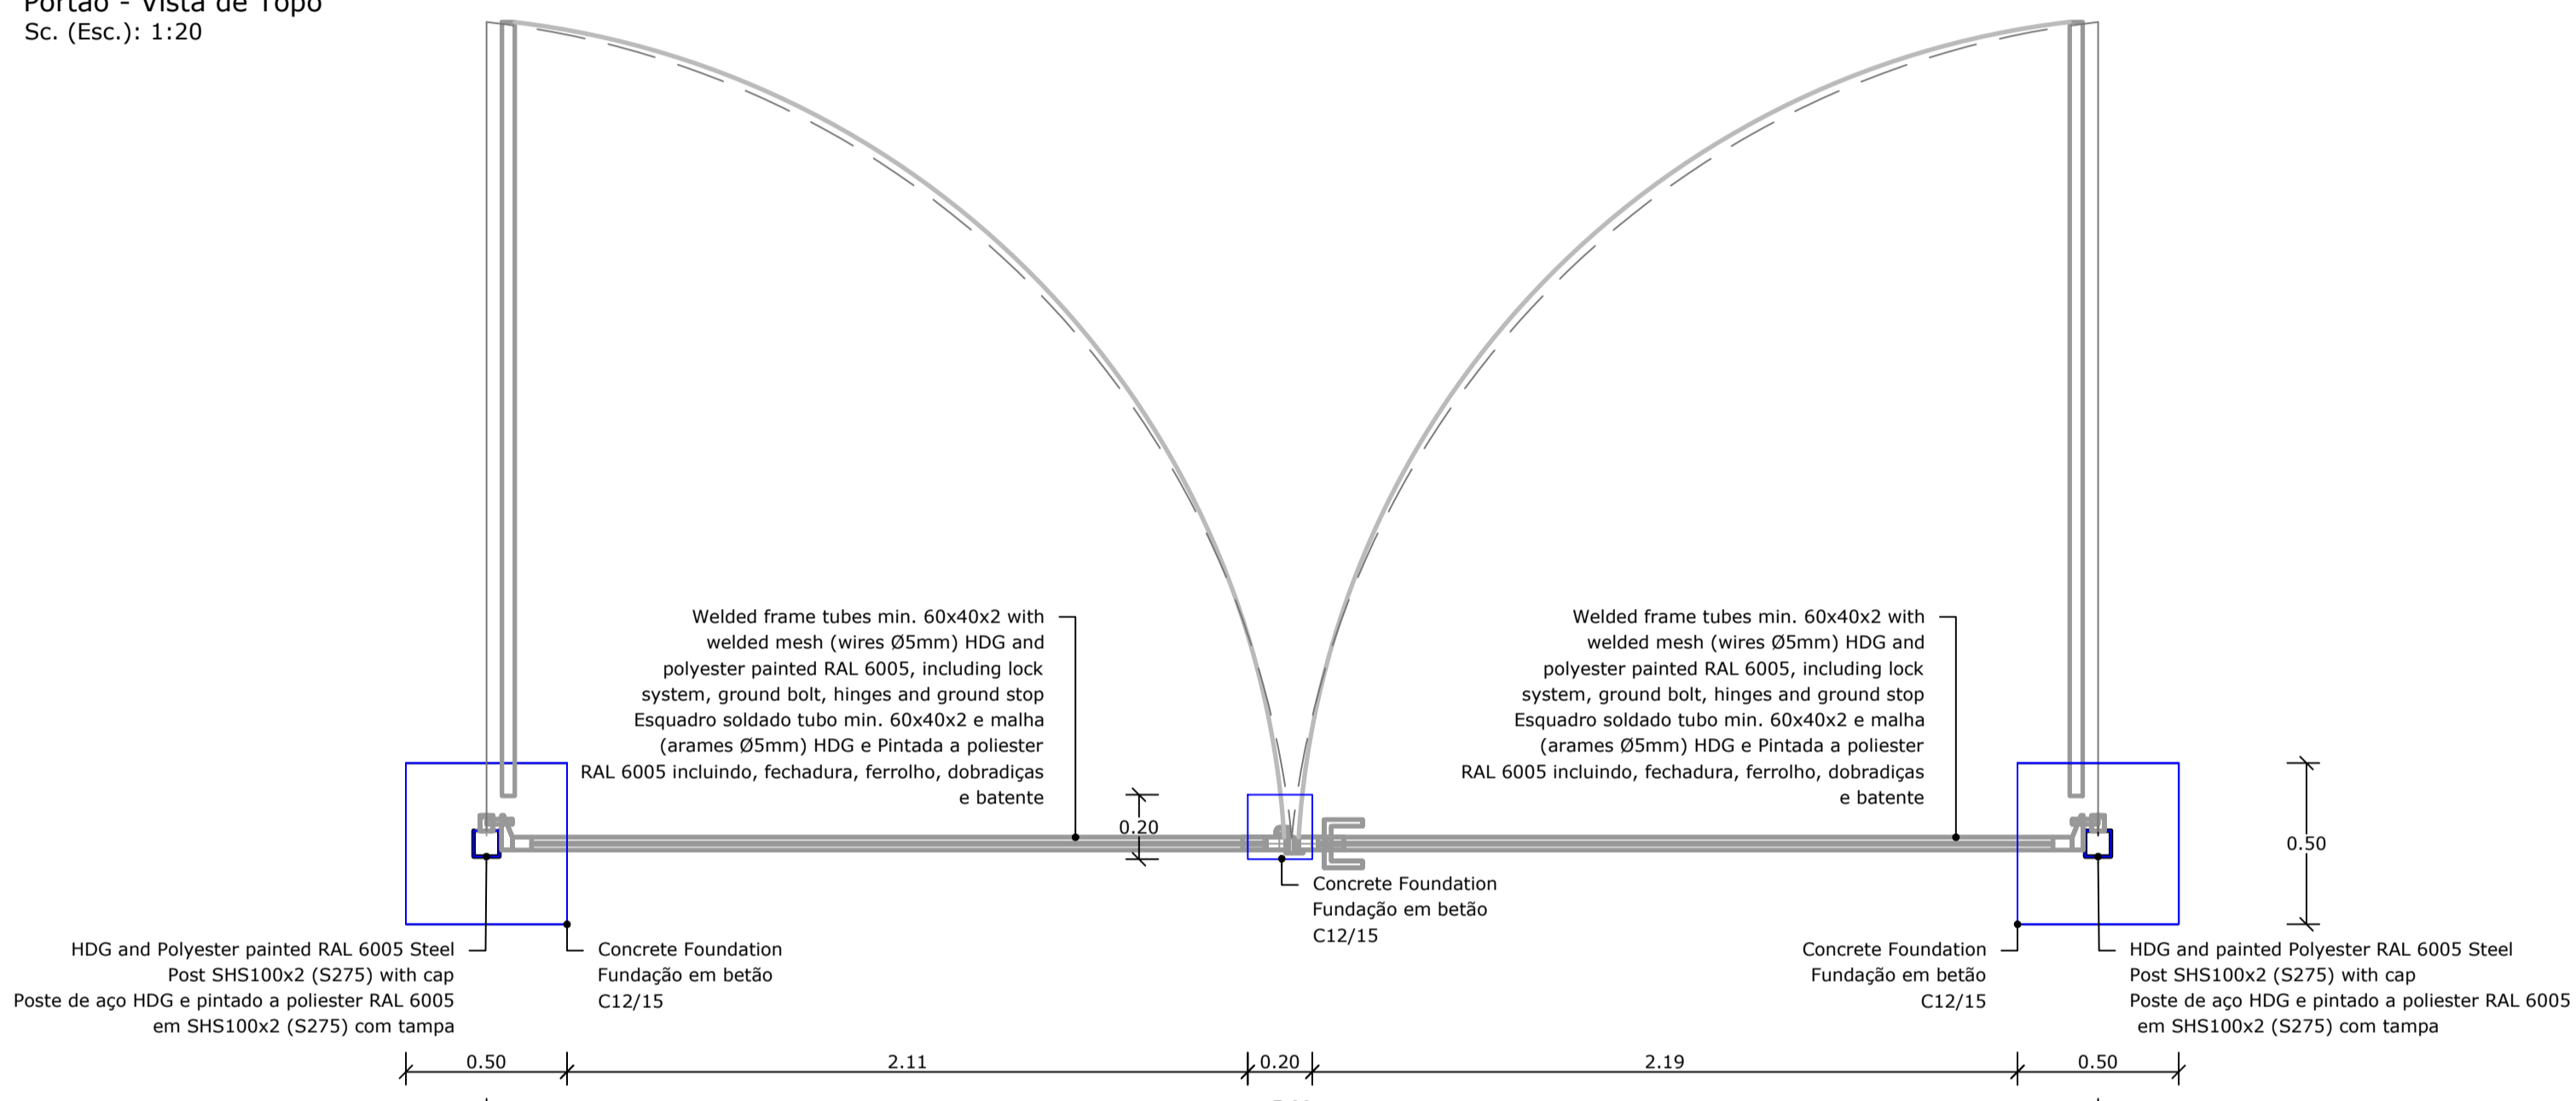 Portão - Vista de Topo
Sc. (Esc.): 1:20
Welded frame tubes min. 60x40x2 with
welded mesh (wires Ø5mm) HDG and
polyester painted RAL 6005, including lock
system, ground bolt, hinges and ground stop
Esquadro soldado tubo min. 60x40x2 e malha
(arames Ø5mm) HDG e Pintada a poliester
RAL 6005 incluindo, fechadura, ferrolho, dobradiças
e batente
Welded frame tubes min. 60x40x2 with
welded mesh (wires Ø5mm) HDG and
polyester painted RAL 6005, including lock
system, ground bolt, hinges and ground stop
Esquadro soldado tubo min. 60x40x2 e malha
(arames Ø5mm) HDG e Pintada a poliester
RAL 6005 incluindo, fechadura, ferrolho, dobradiças
e batente
0.20
0.50
Concrete Foundation
Fundação em betão
C12/15
HDG and Polyester painted RAL 6005 Steel
Post SHS100x2 (S275) with cap
Poste de aço HDG e pintado a poliester RAL 6005
em SHS100x2 (S275) com tampa
Concrete Foundation
Fundação em betão
C12/15
Concrete Foundation
Fundação em betão
C12/15
HDG and painted Polyester RAL 6005 Steel
Post SHS100x2 (S275) with cap
Poste de aço HDG e pintado a poliester RAL 6005
em SHS100x2 (S275) com tampa
0.50
2.11
0.20
2.19
0.50